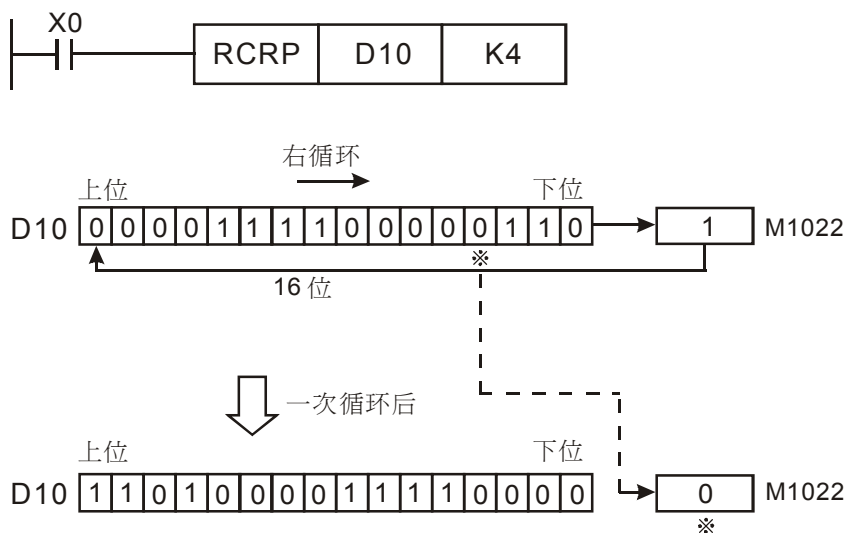 X0
RCRP D10 K4
右循环
上位 下位
D10 0 0 0 0 1 1 1 1 0 0 0 0 0 1 1 0 1 M1022
※
16 位
一次循环后
上位 下位
D10 1 1 0 1 0 0 0 0 1 1 1 1 0 0 0 0 0 M1022
※